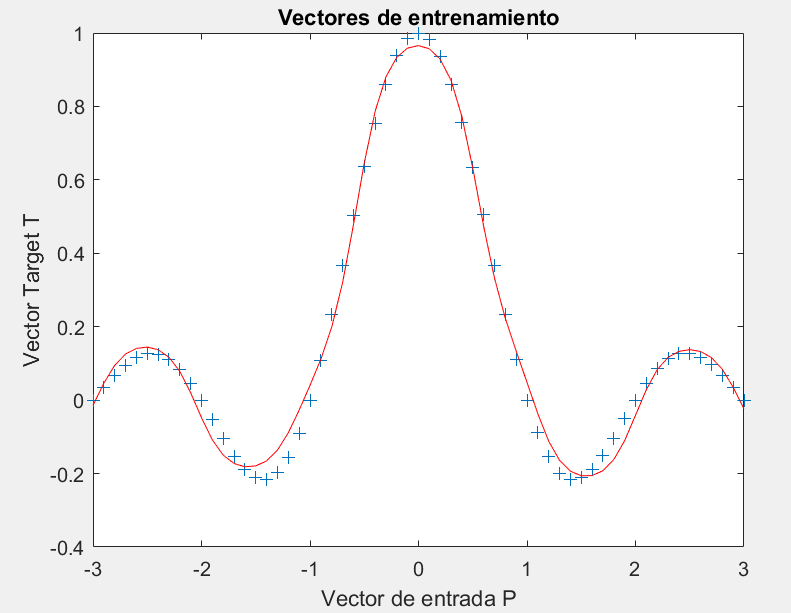 Vectores de entrenamiento
1
0.8
0.6
0.4
0.2
0
-0.2
-0.4
Vector Target T
-3 -2 -1 0 1 2 3
Vector de entrada P